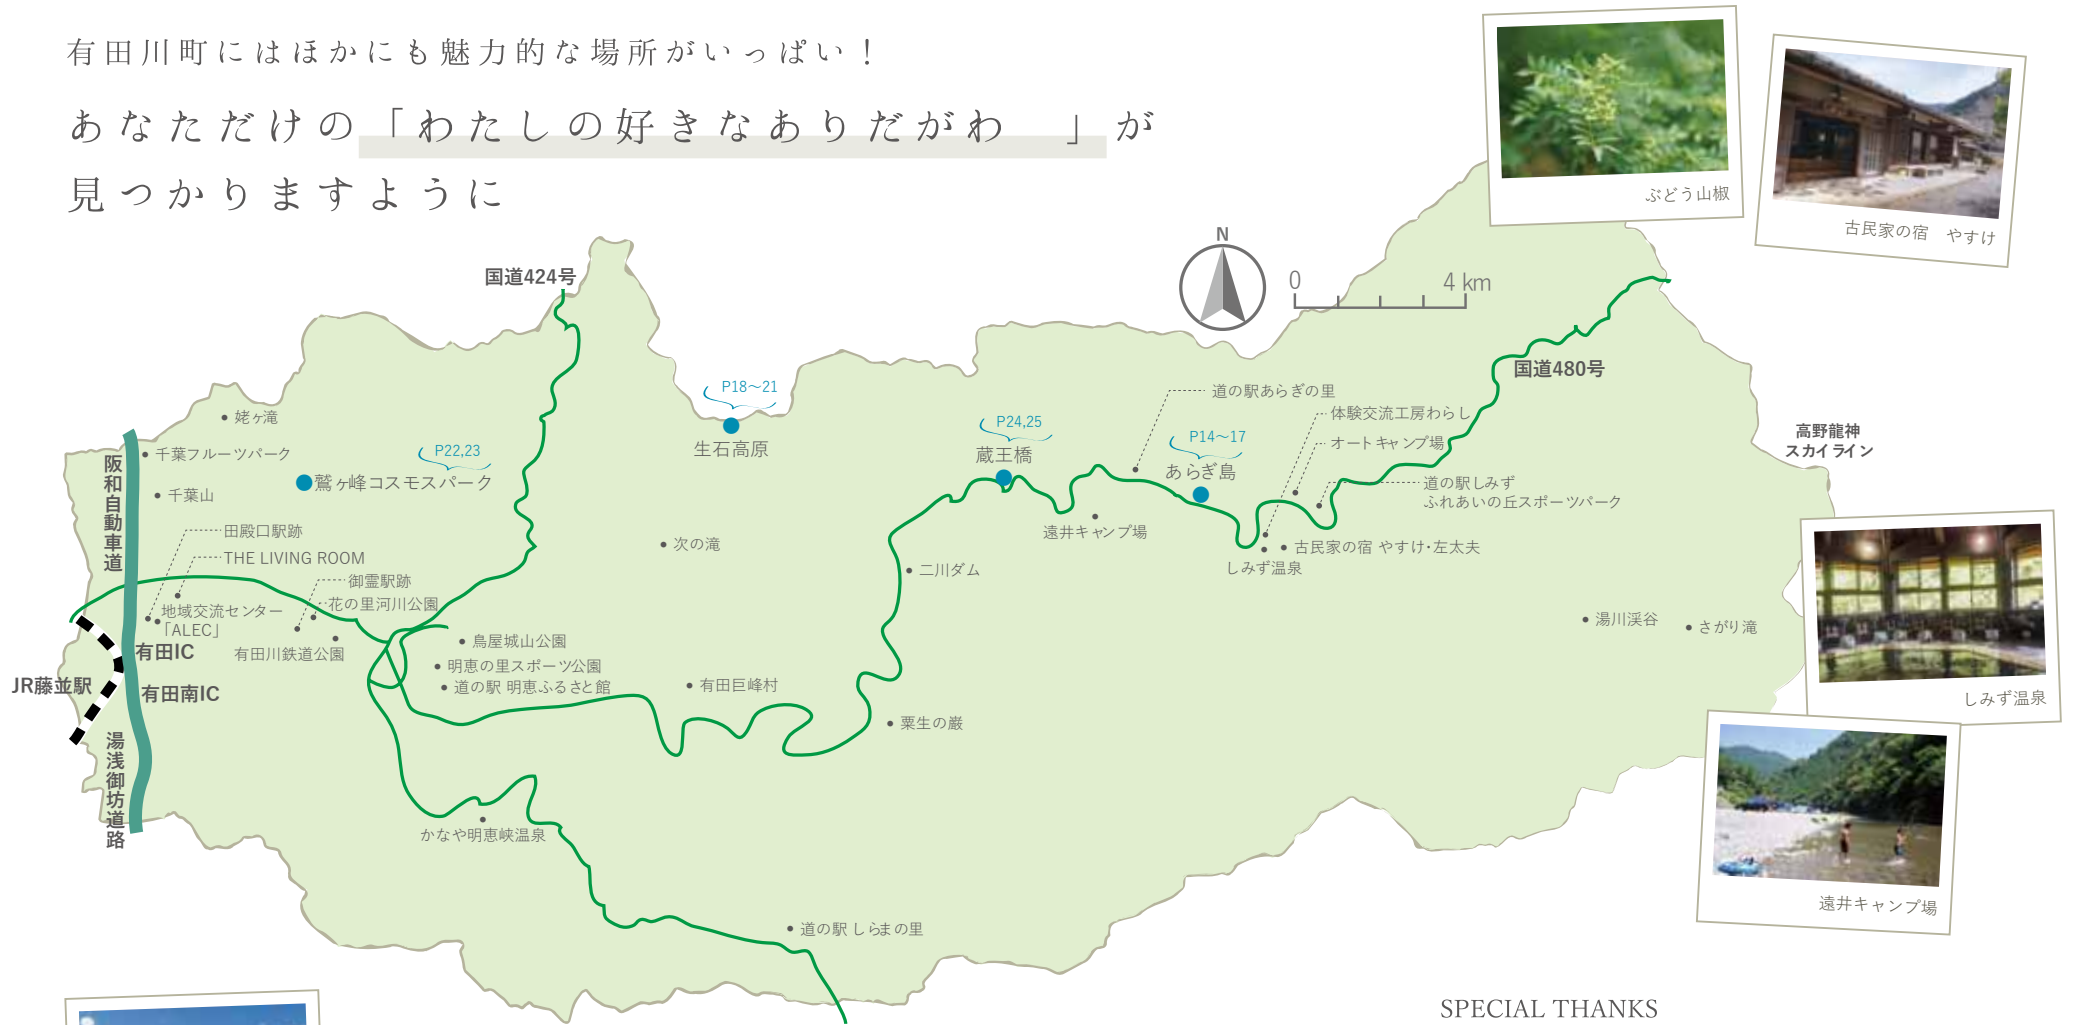 有田川町にはほかにも魅力的な場所がいっぱい！
あなただけの「わたしの好きなありだがわ　」が
見つかりますように
ぶどう山椒
古民家の宿　やすけ
N
0
4 km
国道424号
国道480号
高野龍神
スカイライン
姥ヶ滝
千葉フルーツパーク
P22,23
鷲ヶ峰コスモスパーク
千葉山
阪和自動車道
田殿口駅跡
THE LIVING ROOM
御霊駅跡
花の里河川公園
地域交流センター
「ALEC」
有田IC
有田川鉄道公園
JR藤並駅
有田南IC
湯浅御坊道路
鳥屋城山公園
明恵の里スポーツ公園
道の駅 明恵ふるさと館
かなや明恵峡温泉
P18〜21
生石高原
次の滝
有田巨峰村
二川ダム
粟生の巌
道の駅 しらまの里
P24,25
蔵王橋
道の駅あらぎの里
P14〜17
あらぎ島
遠井キャンプ場
体験交流工房わらし
オートキャンプ場
道の駅しみず
ふれあいの丘スポーツパーク
古民家の宿 やすけ・左太夫
しみず温泉
湯川渓谷
さがり滝
しみず温泉
遠井キャンプ場
SPECIAL THANKS